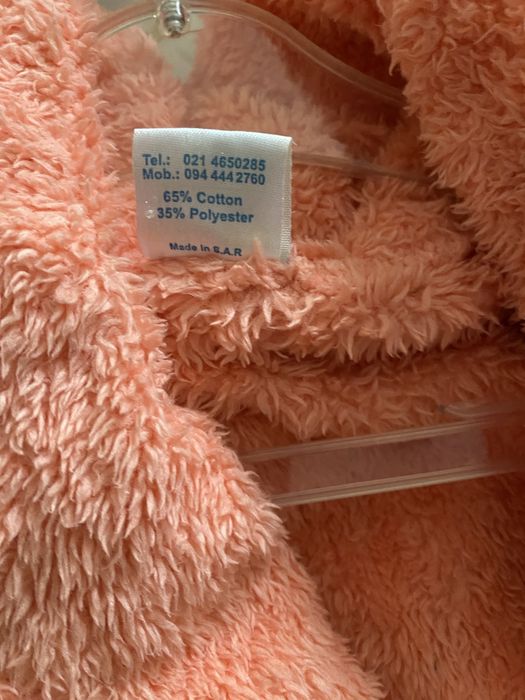 Tel.: 021 4650285
Mob.: 094 4442760
65% Cotton
35% Polyester
Made in S.A.R